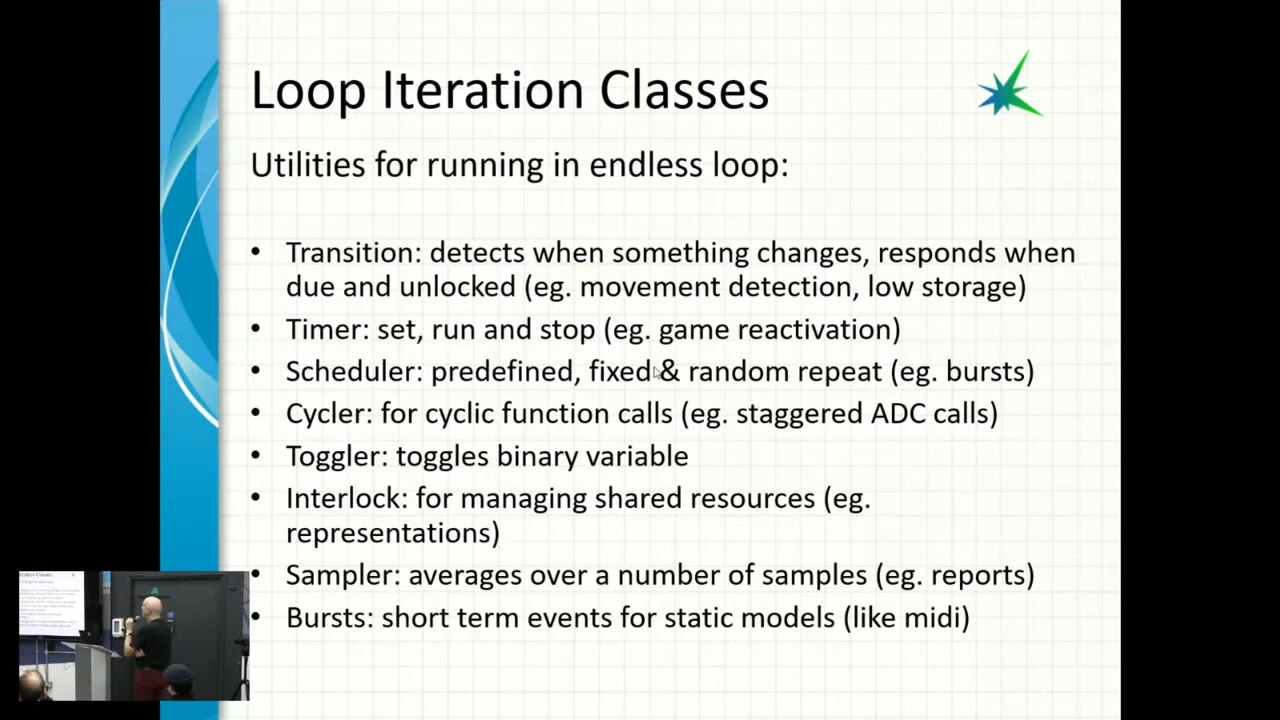 Loop Iteration Classes
Utilities for running in endless loop:
• Transition: detects when something changes, responds when
due and unlocked (eg. movement detection, low storage)
• Timer: set, run and stop (eg. game reactivation)
• Scheduler: predefined, fixed & random repeat (eg. bursts)
• Cycler: for cyclic function calls (eg. staggered ADC calls)
• Toggler: toggles binary variable
• Interlock: for managing shared resources (eg.
representations)
• Sampler: averages over a number of samples (eg. reports)
• Bursts: short term events for static models (like midi)